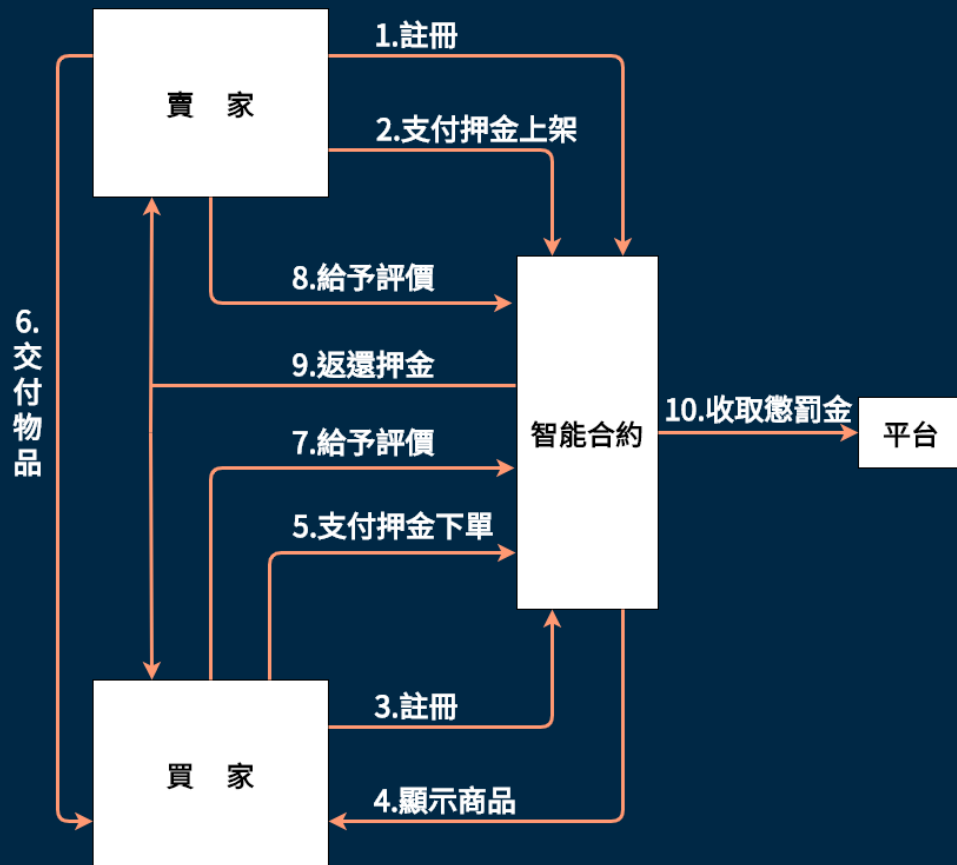 1.註冊
賣 家
2.支付押金上架
8.給予評價
6.
交
付
物
品
9.返還押金
10.收取懲罰金
智能合約
平台
7.給予評價
5.支付押金下單
3.註冊
買 家
4.顯示商品